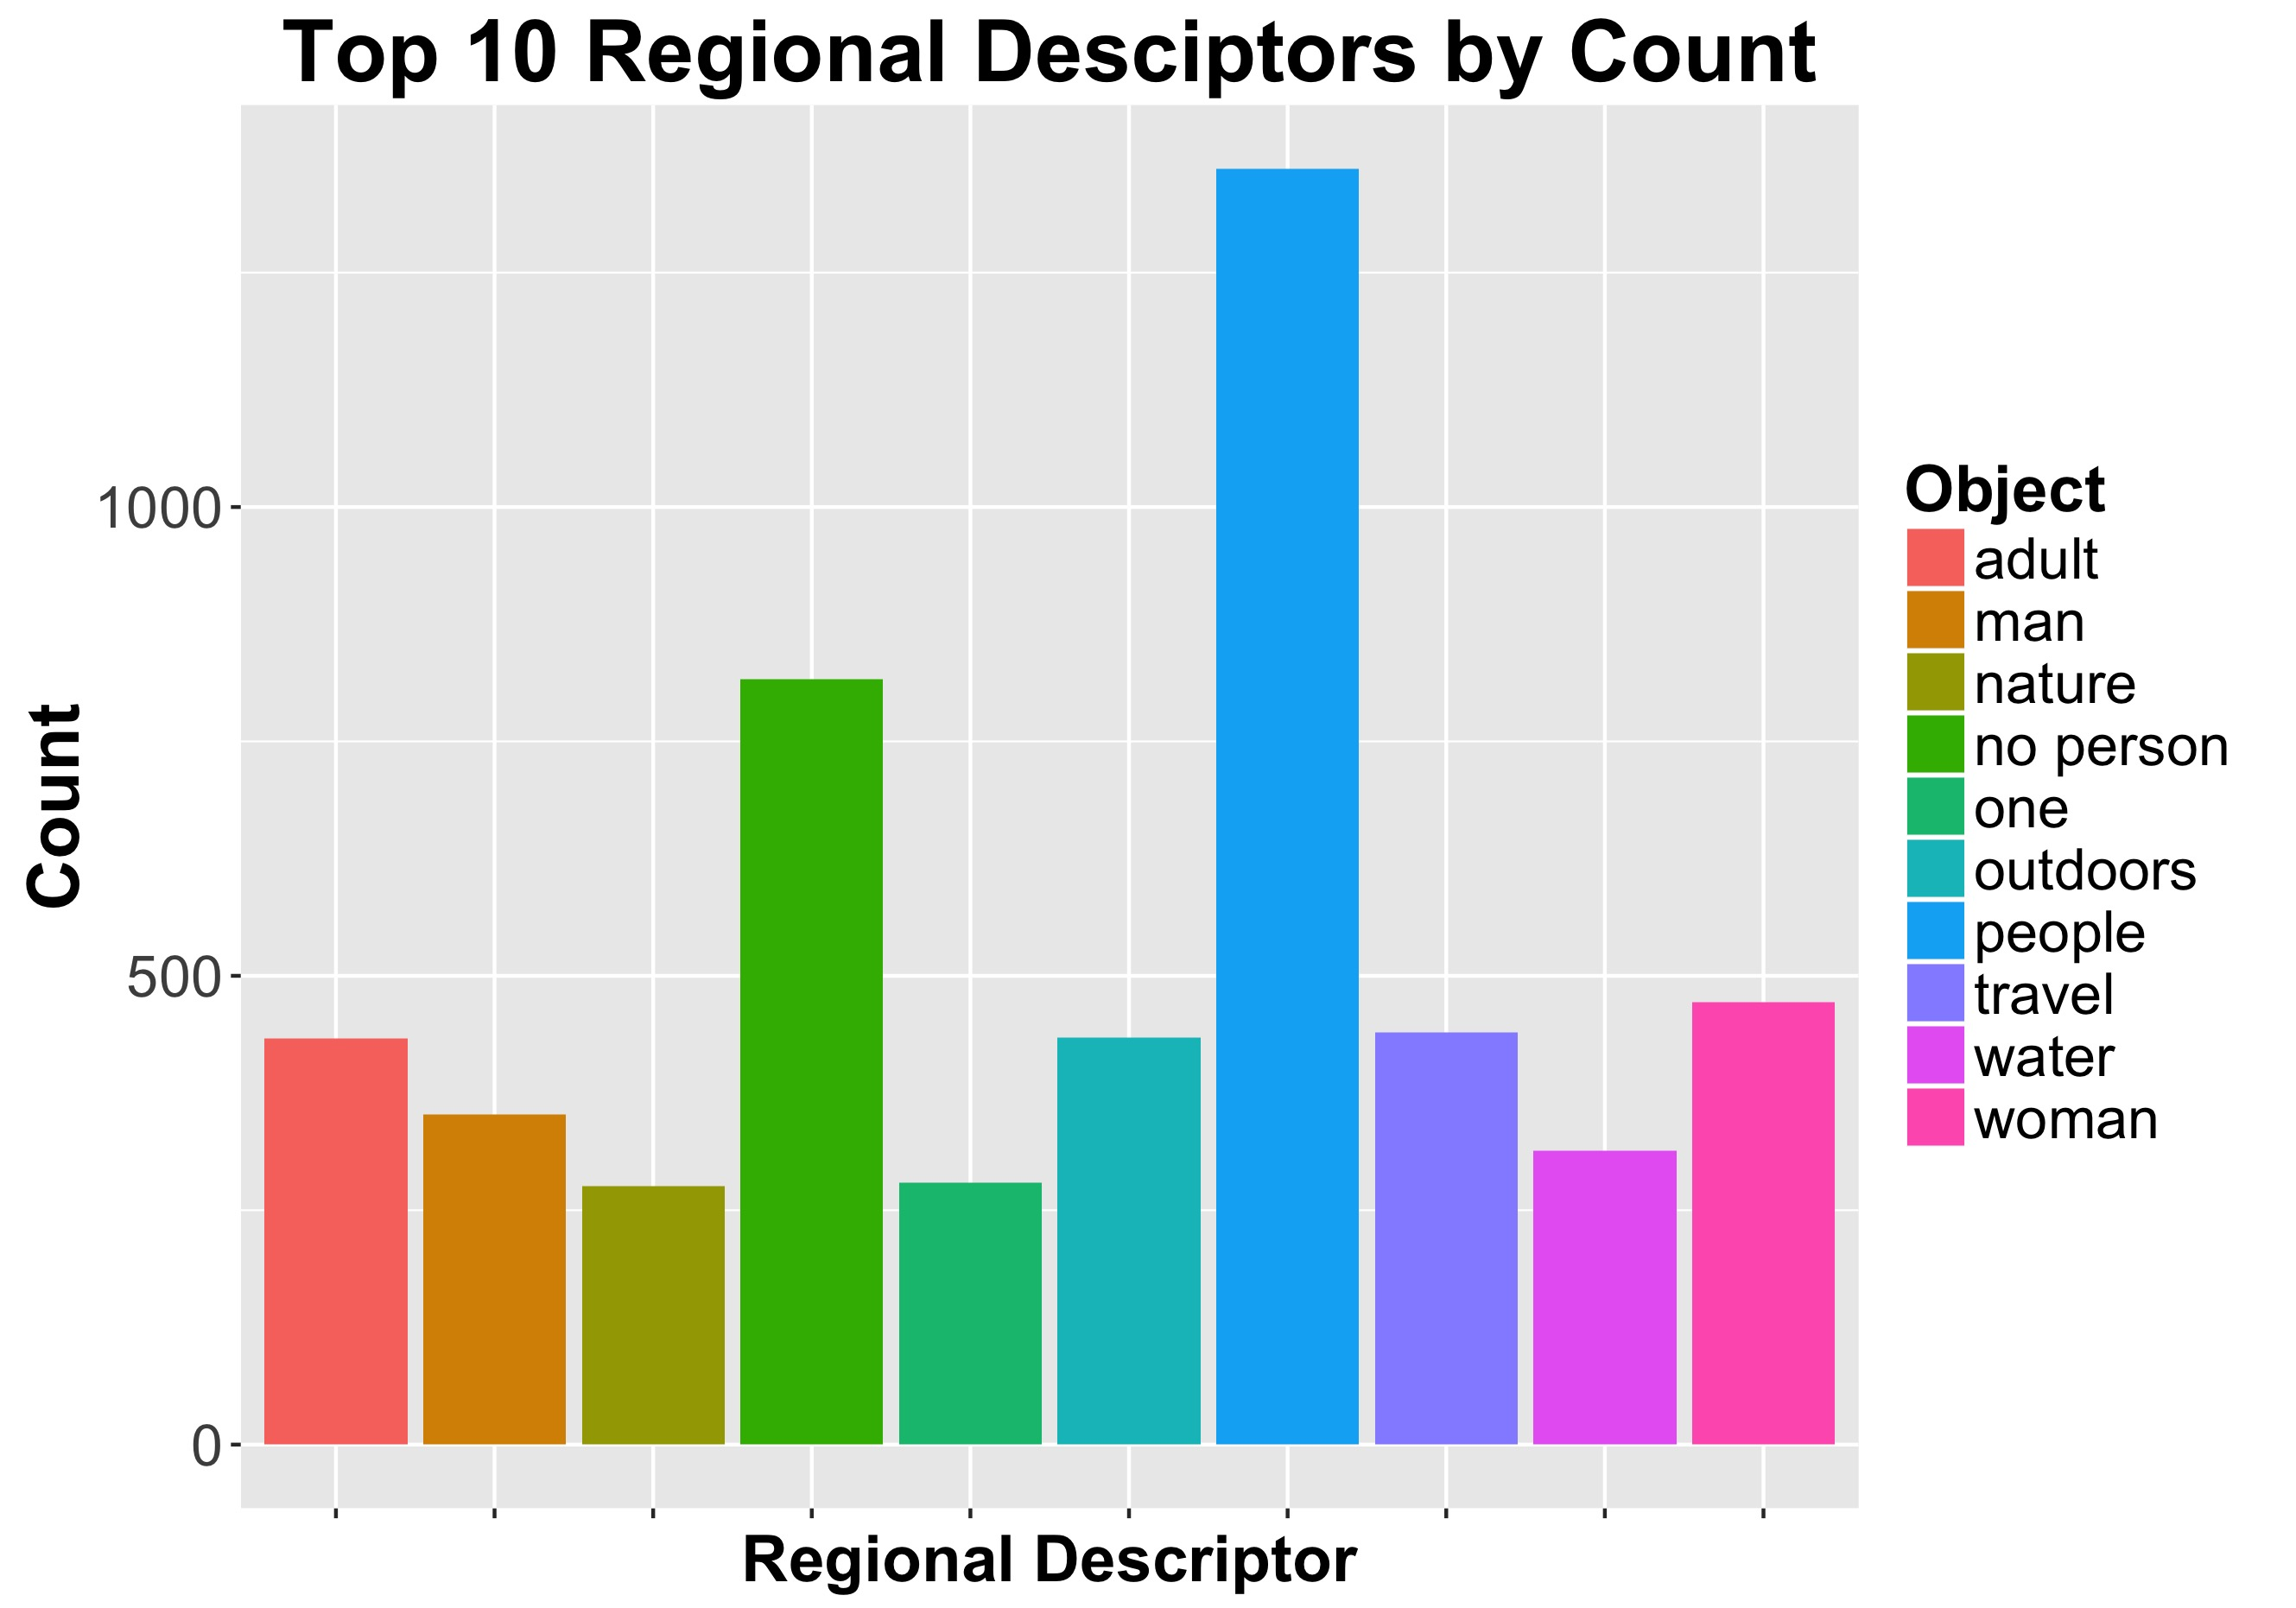 Top 10 Regional Desciptors by Count
Count
1000
500
0
Regional Descriptor
Object
adult
man
nature
no person
one
outdoors
people
travel
water
woman